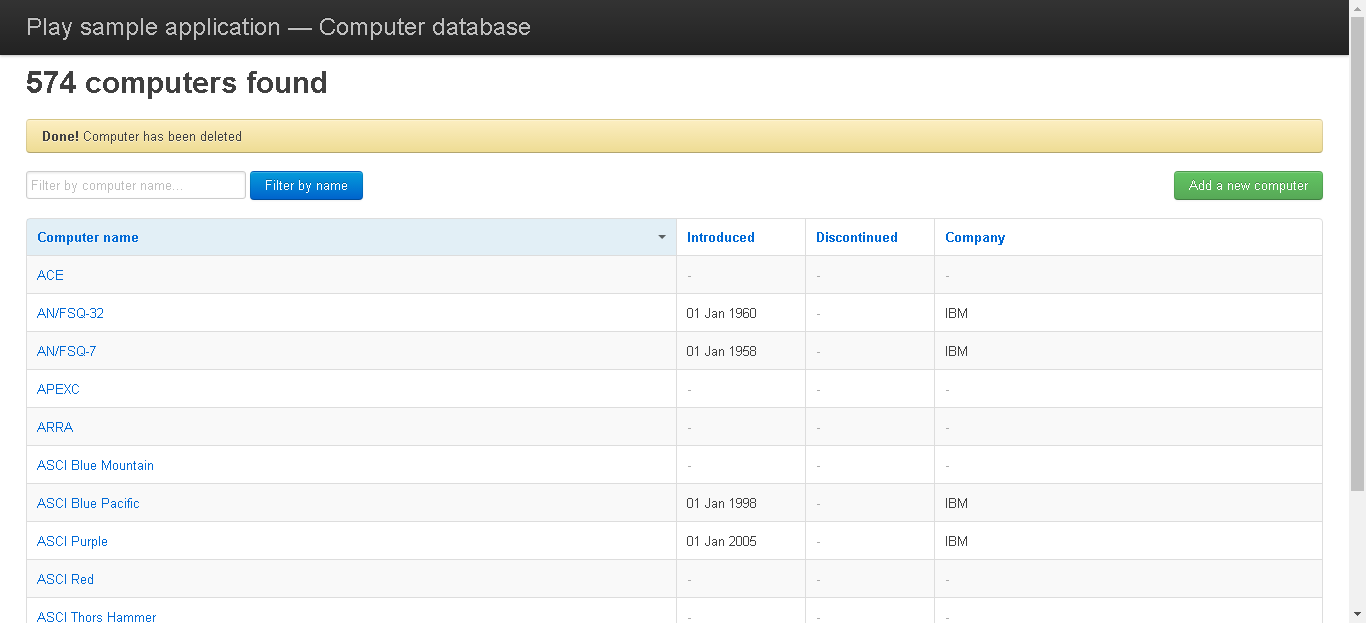 Play sample application — Computer database
574 computers found
Done! Computer has been deleted
Filter by computer name... Filter by name Add a new computer
Computer name Introduced Discontinued Company
ACE - - -
AN/FSQ-32 01 Jan 1960 - IBM
AN/FSQ-7 01 Jan 1958 - IBM
APEXC - - -
ARRA - - -
ASCI Blue Mountain - - -
ASCI Blue Pacific 01 Jan 1998 - IBM
ASCI Purple 01 Jan 2005 - IBM
ASCI Red - - -
ASCI Thors Hammer - - -